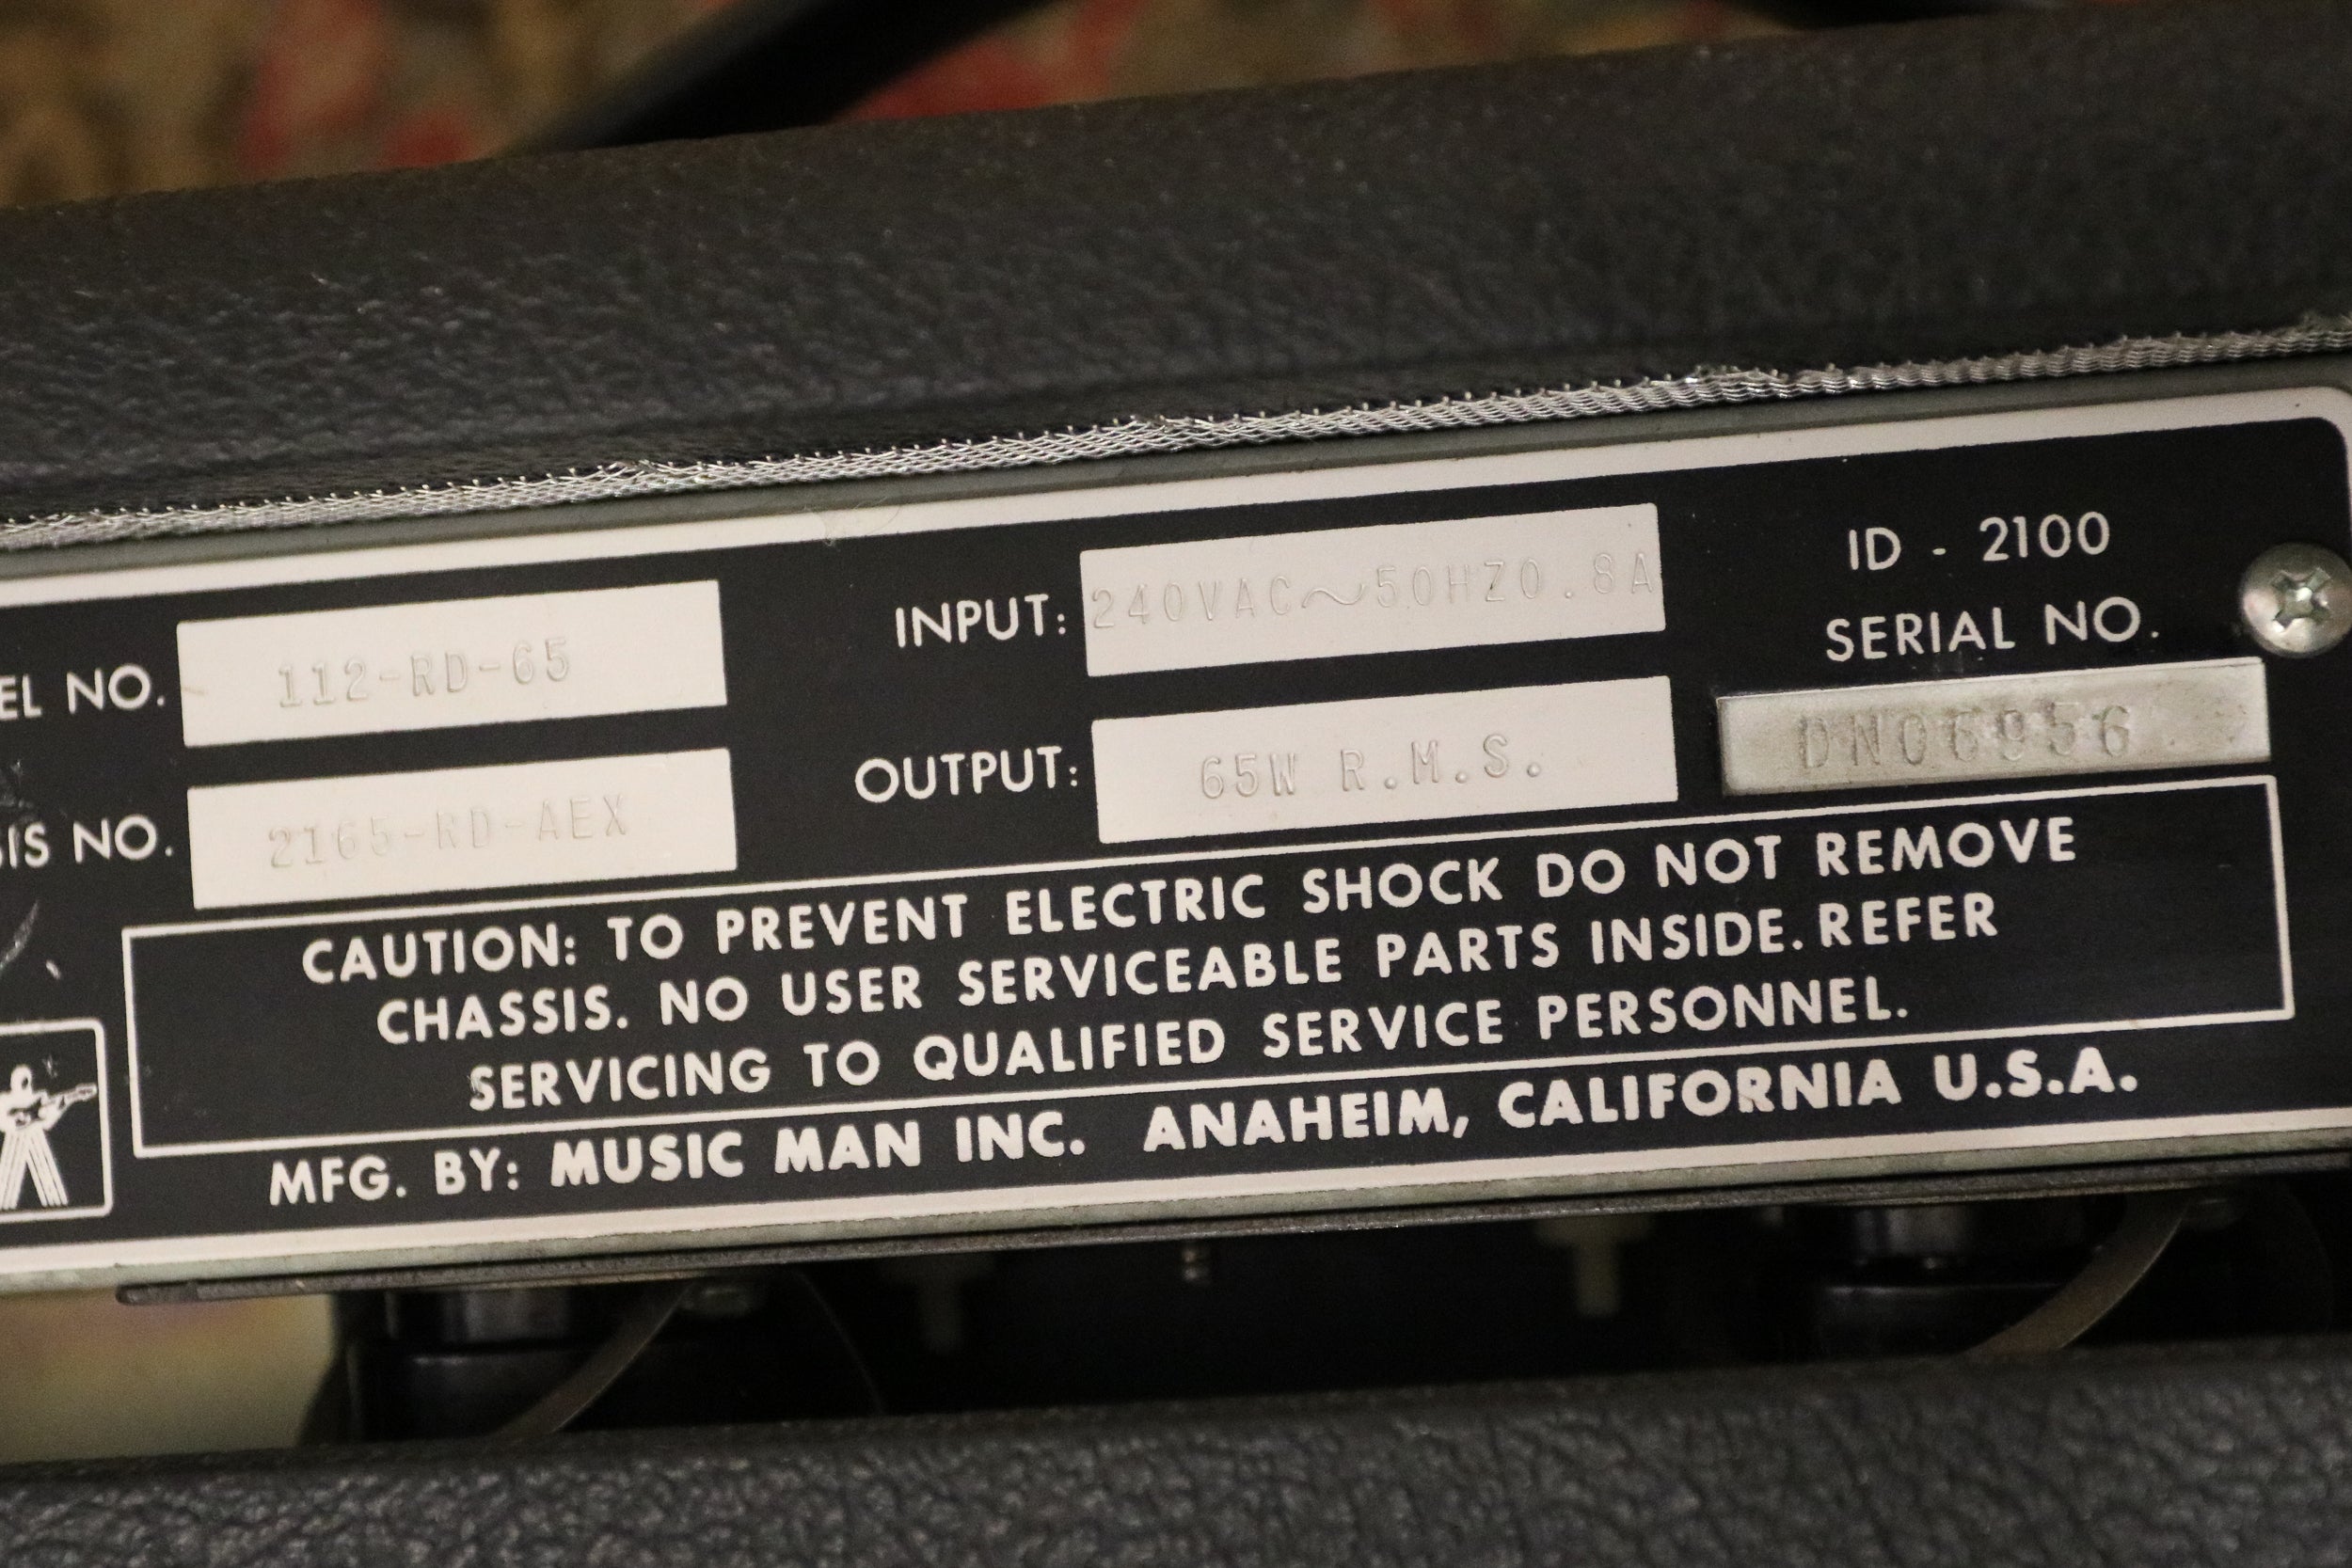 EL NO. 112-RD-65
INPUT: 240VAC~50HZ0.8A
ID - 2100
SERIAL NO.
SIS NO. 2165-RD-AEX
OUTPUT: 65W R.M.S.
CAUTION: TO PREVENT ELECTRIC SHOCK DO NOT REMOVE
CHASSIS. NO USER SERVICEABLE PARTS INSIDE. REFER
SERVICING TO QUALIFIED SERVICE PERSONNEL.
MFG. BY: MUSIC MAN INC. ANAHEIM, CALIFORNIA U.S.A.